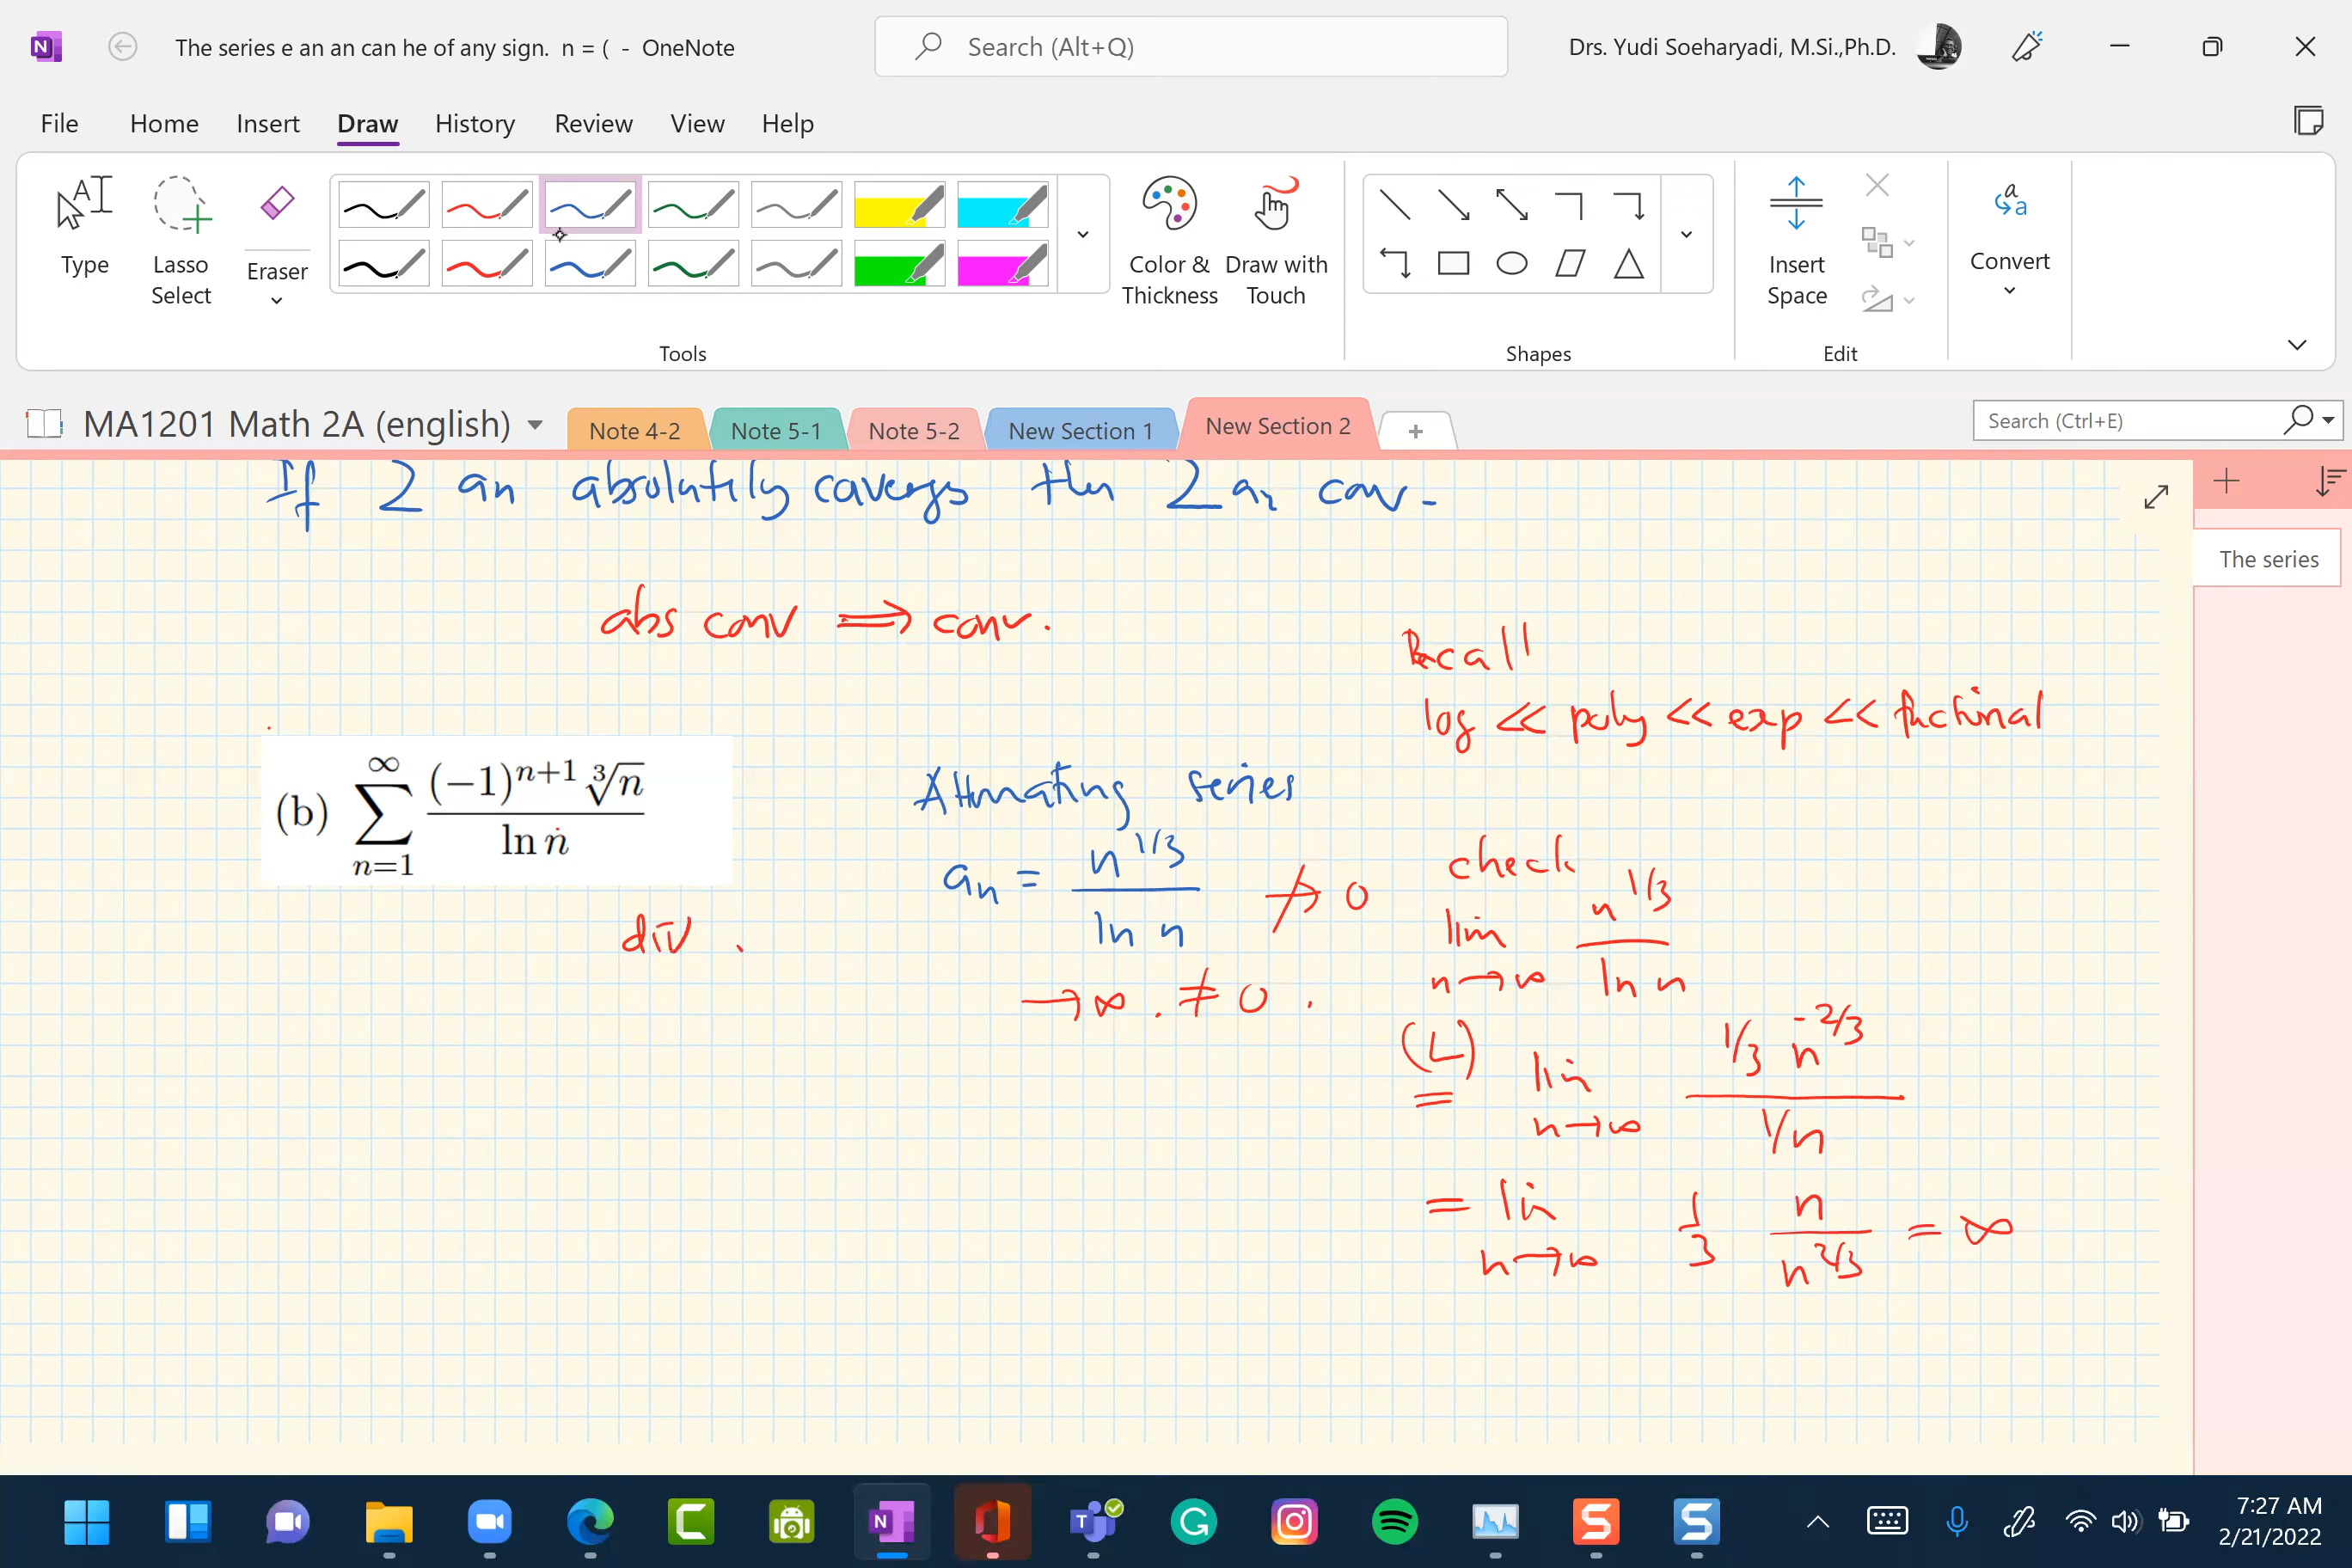 The series e an an can he of any sign. n = ( - OneNote
Search (Alt+Q)
Drs. Yudi Soeharyadi, M.Si.,Ph.D.
File Home Insert Draw History Review View Help
Type
Lasso Select
Eraser
Color & Thickness
Draw with Touch
Insert Space
Convert
Tools
Shapes
Edit
MA1201 Math 2A (english)
Note 4-2
Note 5-1
Note 5-2
New Section 1
New Section 2
Search (Ctrl+E)
The series
If Σ an absolutely converges then Σ an conv.
abs conv ⟹ conv.
Recall
log << poly << exp << factorial
(b) ∑_{n=1}^{∞} (−1)^{n+1} ∛n / ln n
div.
Alternating series
a_n = n^{1/3} / ln n ↛ 0
→ ∞. ≠ 0.
check
lim n→∞ n^{1/3} / ln n
(L) = lim n→∞ 1/3 n^{-2/3} / 1/n
= lim n→∞ 1/3 n / n^{2/3} = ∞
7:27 AM
2/21/2022